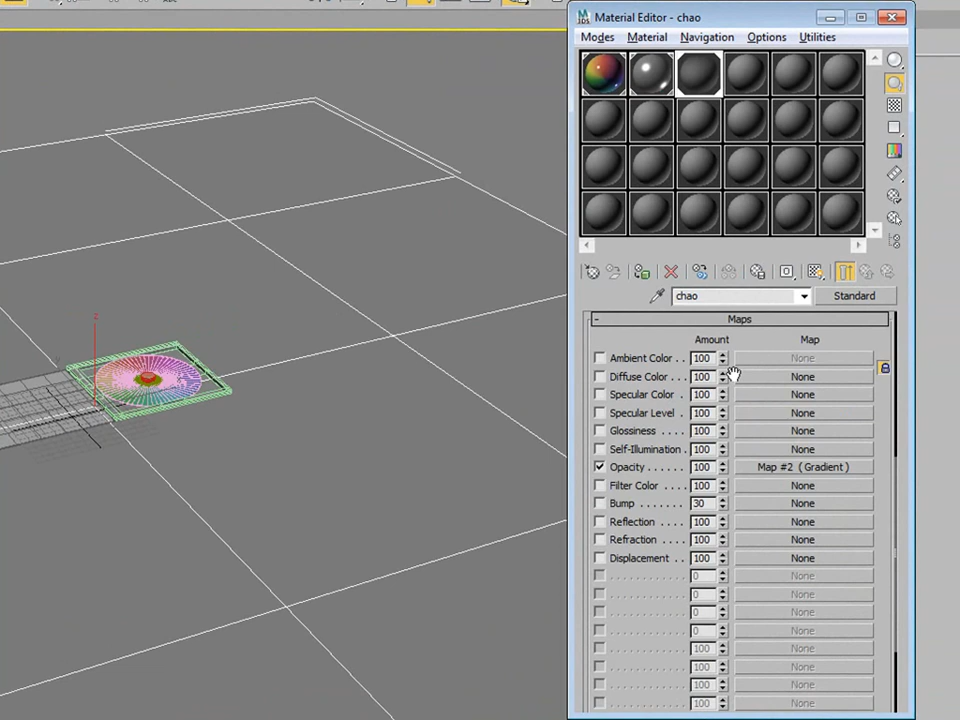 Material Editor - chao
Modes Material Navigation Options Utilities
chao Standard
- Maps
Amount Map
Ambient Color . . 100 None
Diffuse Color . . . 100 None
Specular Color . 100 None
Specular Level . 100 None
Glossiness . . . . 100 None
Self-Illumination . 100 None
Opacity . . . . . . 100 Map #2 ( Gradient )
Filter Color . . . . 100 None
Bump . . . . . . . 30 None
Reflection . . . . 100 None
Refraction . . . . 100 None
Displacement . . 100 None
. . . . . . . . . . . . 0 None
. . . . . . . . . . . . 0 None
. . . . . . . . . . . . 0 None
. . . . . . . . . . . . 0 None
. . . . . . . . . . . . 100 None
. . . . . . . . . . . . 100 None
. . . . . . . . . . . . 100 None
. . . . . . . . . . . . 100 None
z